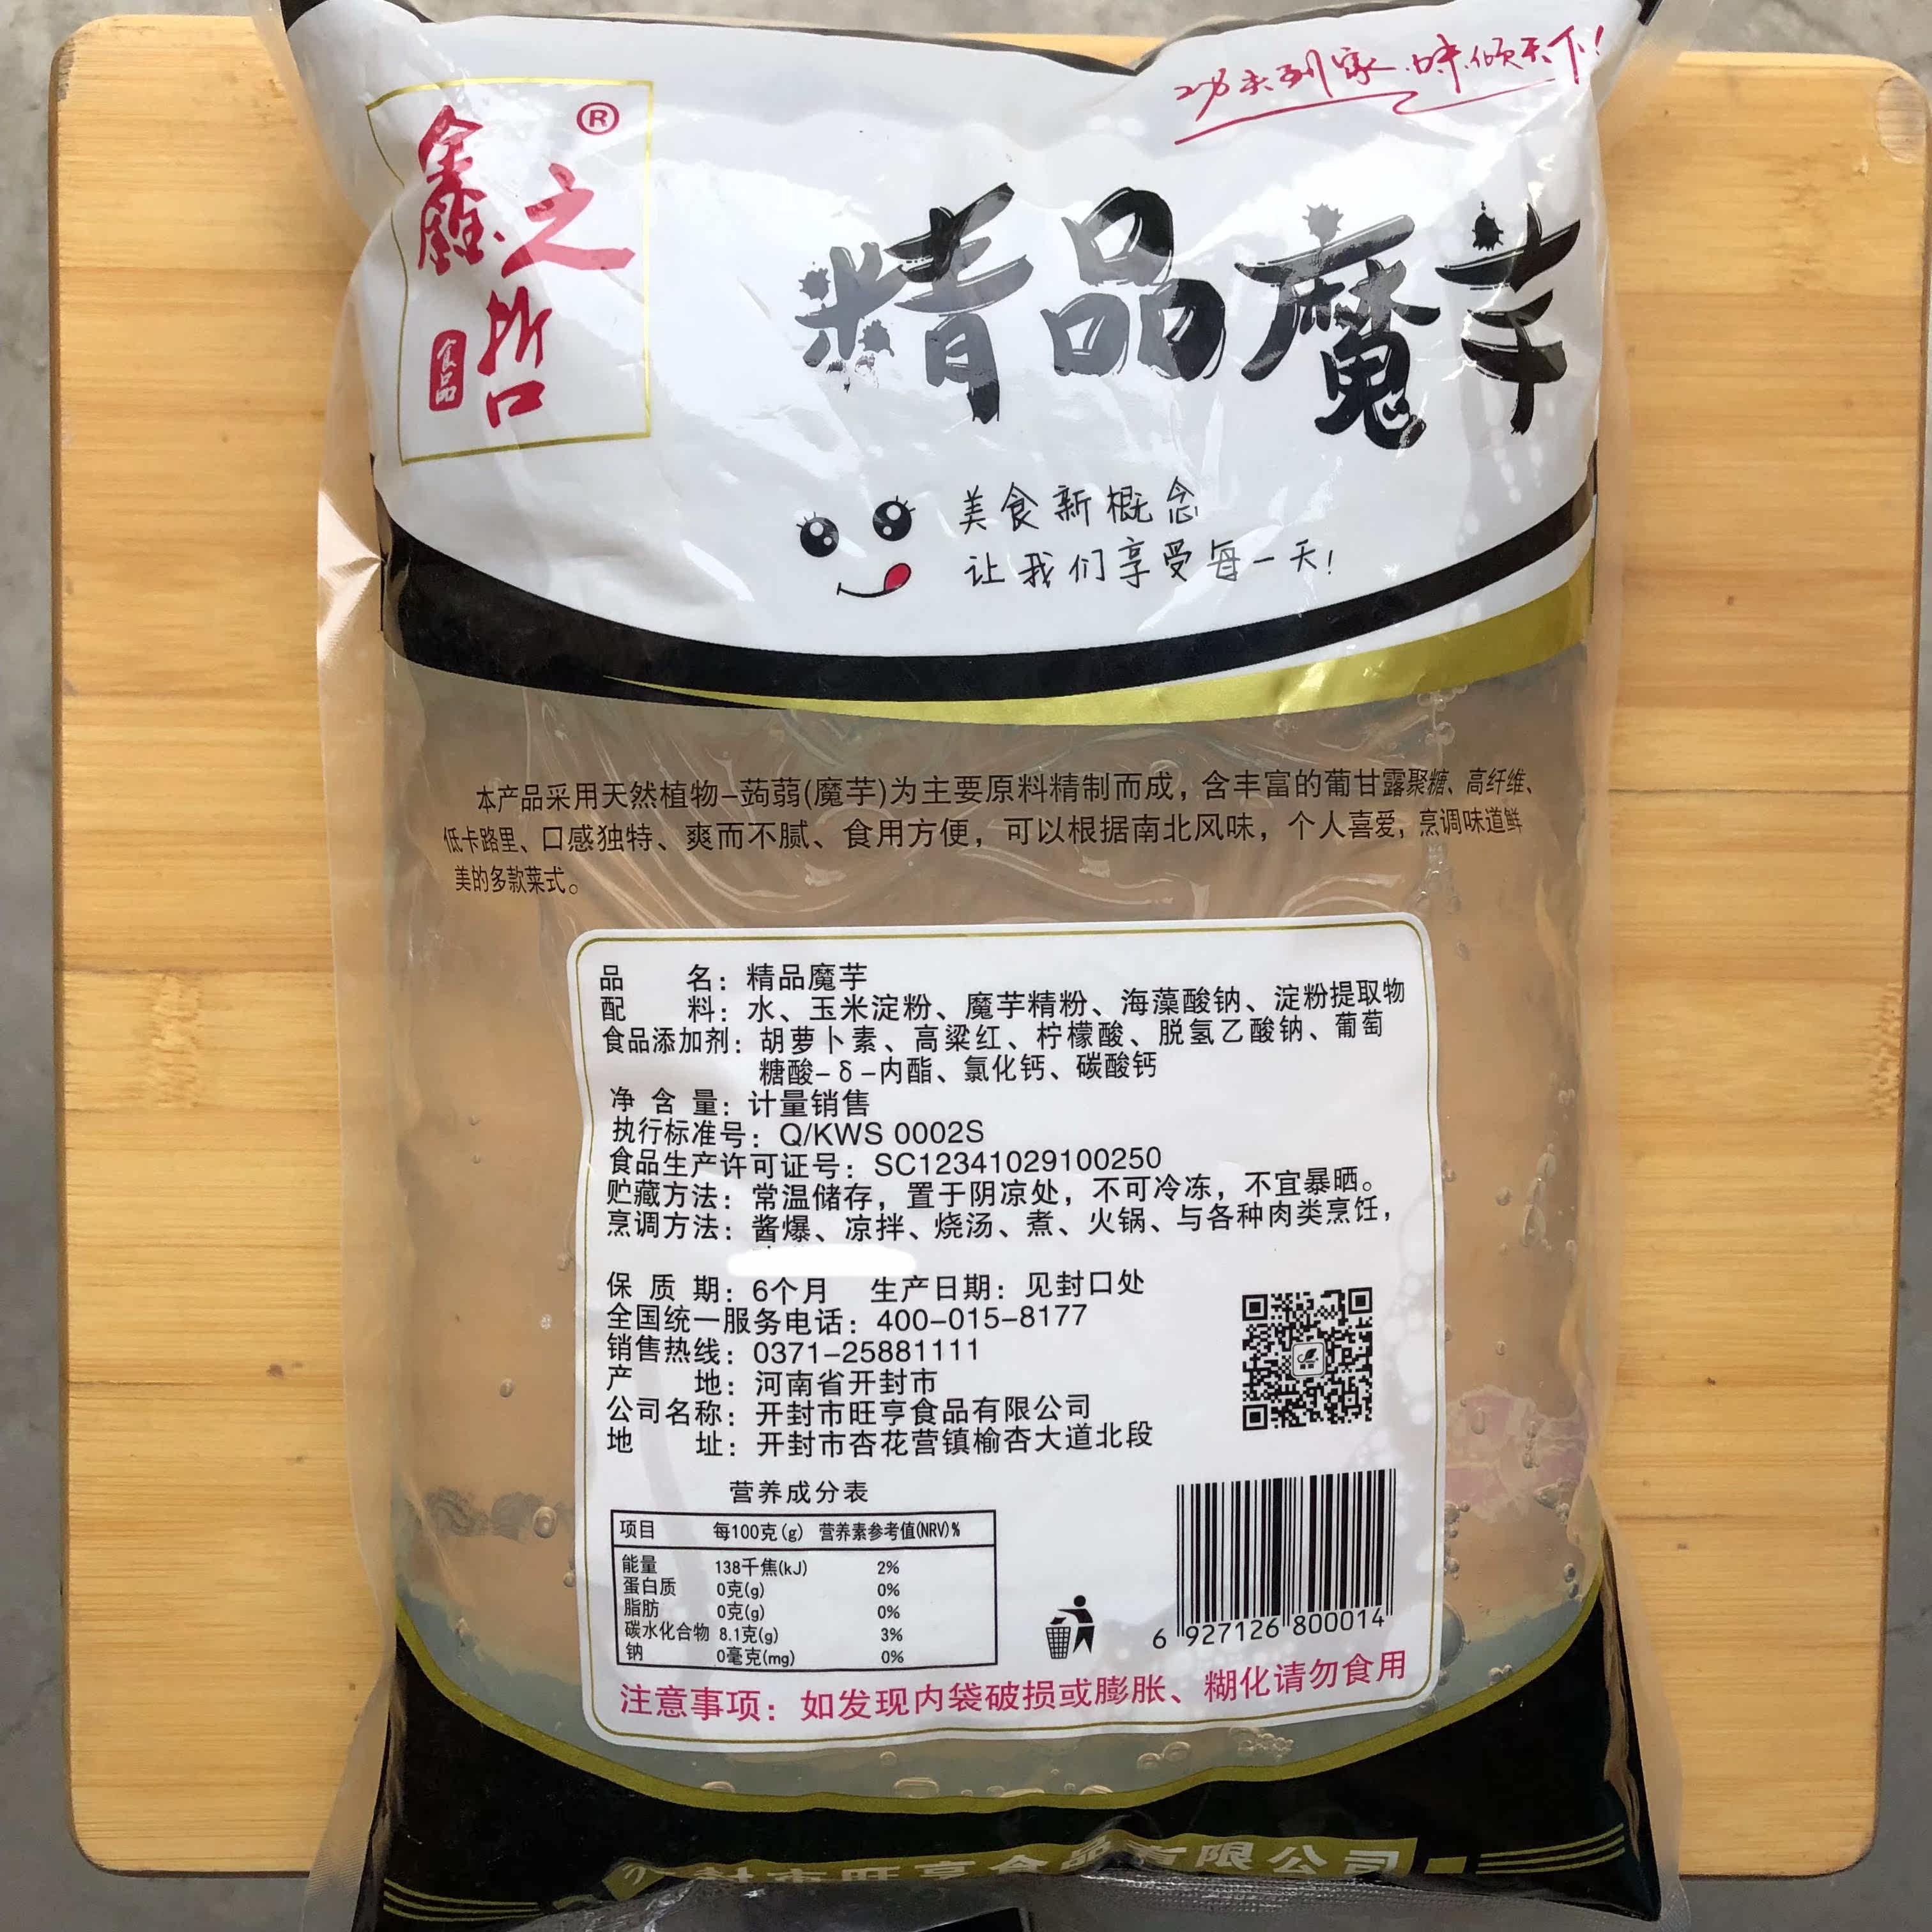 功夫到家.味倾天下!
鑫之哲
®
食品
精品魔芋
美食新概念
让我们享受每一天!
本产品采用天然植物-蒟蒻(魔芋)为主要原料精制而成，含丰富的葡甘露聚糖、高纤维、
低卡路里、口感独特、爽而不腻、食用方便，可以根据南北风味，个人喜爱，烹调味道鲜
美的多款菜式。
品 名：精品魔芋
配 料：水、玉米淀粉、魔芋精粉、海藻酸钠、淀粉提取物
食品添加剂：胡萝卜素、高粱红、柠檬酸、脱氢乙酸钠、葡萄
糖酸-δ-内酯、氯化钙、碳酸钙
净 含 量：计量销售
执行标准号：Q/KWS 0002S
食品生产许可证号：SC12341029100250
贮藏方法：常温储存，置于阴凉处，不可冷冻，不宜暴晒。
烹调方法：酱爆、凉拌、烧汤、煮、火锅、与各种肉类烹饪，
保 质 期：6个月 生产日期：见封口处
全国统一服务电话：400-015-8177
销售热线：0371-25881111
产 地：河南省开封市
公司名称：开封市旺亨食品有限公司
地 址：开封市杏花营镇榆杏大道北段
营养成分表
项目 每100克(g) 营养素参考值(NRV)%
能量 138千焦(kJ) 2%
蛋白质 0克(g) 0%
脂肪 0克(g) 0%
碳水化合物 8.1克(g) 3%
钠 0毫克(mg) 0%
6 927126 800014
注意事项：如发现内袋破损或膨胀、糊化请勿食用
封市旺亨食品有限公司